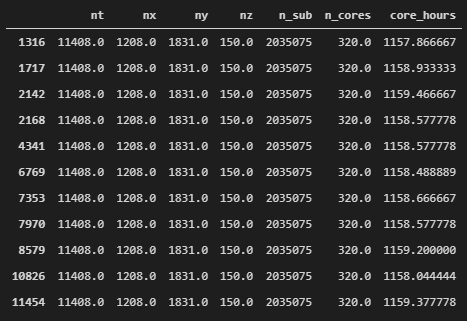 nt nx ny nz n_sub n_cores core_hours
1316 11408.0 1208.0 1831.0 150.0 2035075 320.0 1157.866667
1717 11408.0 1208.0 1831.0 150.0 2035075 320.0 1158.933333
2142 11408.0 1208.0 1831.0 150.0 2035075 320.0 1159.466667
2168 11408.0 1208.0 1831.0 150.0 2035075 320.0 1158.577778
4341 11408.0 1208.0 1831.0 150.0 2035075 320.0 1158.577778
6769 11408.0 1208.0 1831.0 150.0 2035075 320.0 1158.488889
7353 11408.0 1208.0 1831.0 150.0 2035075 320.0 1158.666667
7970 11408.0 1208.0 1831.0 150.0 2035075 320.0 1158.577778
8579 11408.0 1208.0 1831.0 150.0 2035075 320.0 1159.200000
10826 11408.0 1208.0 1831.0 150.0 2035075 320.0 1158.044444
11454 11408.0 1208.0 1831.0 150.0 2035075 320.0 1159.377778